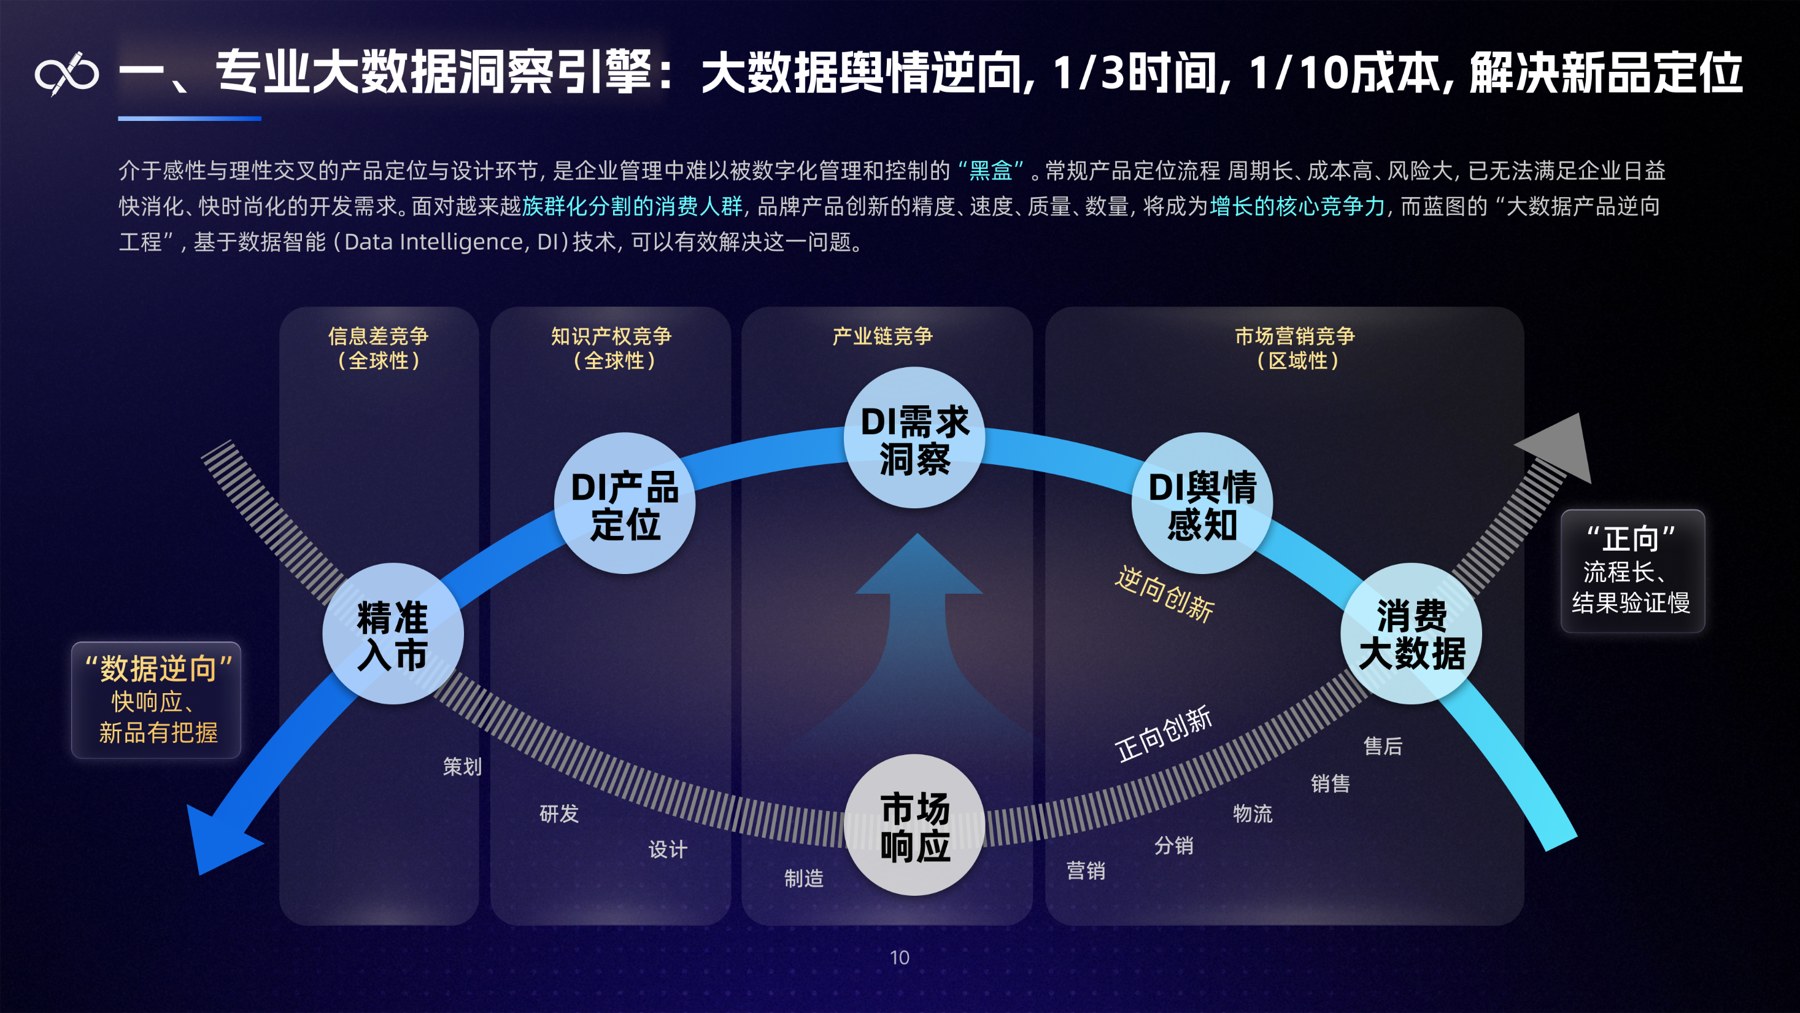 一、专业大数据洞察引擎：大数据舆情逆向, 1/3时间, 1/10成本, 解决新品定位
介于感性与理性交叉的产品定位与设计环节, 是企业管理中难以被数字化管理和控制的 “黑盒” 。常规产品定位流程 周期长、成本高、风险大, 已无法满足企业日益
快消化、快时尚化的开发需求。面对越来越族群化分割的消费人群, 品牌产品创新的精度、速度、质量、数量, 将成为增长的核心竞争力, 而蓝图的 “大数据产品逆向
工程” , 基于数据智能 ( Data Intelligence, DI ) 技术, 可以有效解决这一问题。
信息差竞争
( 全球性 )
知识产权竞争
( 全球性 )
产业链竞争
市场营销竞争
( 区域性 )
DI需求
洞察
DI产品
定位
DI舆情
感知
“正向”
流程长、
结果验证慢
逆向创新
精准
入市
消费
大数据
“数据逆向”
快响应、
新品有把握
正向创新
策划
研发
设计
制造
市场
响应
营销
分销
物流
销售
售后
10